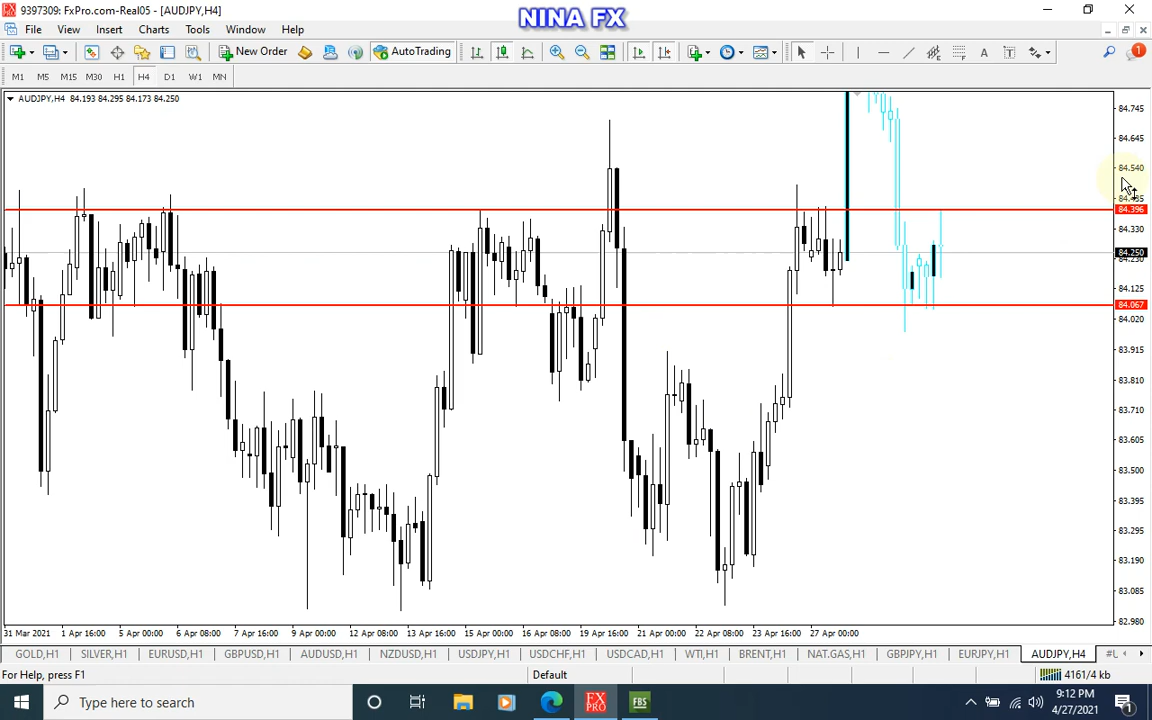 9397309: FxPro.com-Real05 - [AUDJPY,H4]
NINA FX
File View Insert Charts Tools Window Help
New Order AutoTrading
1
M1 M5 M15 M30 H1 H4 D1 W1 MN
AUDJPY,H4 84.193 84.295 84.173 84.250
84.745
84.645
84.540
84.396
84.330
84.250
84.230
84.125
84.067
84.020
83.915
83.810
83.710
83.605
83.500
83.395
83.295
83.190
83.085
82.980
31 Mar 2021 1 Apr 16:00 5 Apr 00:00 6 Apr 08:00 7 Apr 16:00 9 Apr 00:00 12 Apr 08:00 13 Apr 16:00 15 Apr 00:00 16 Apr 08:00 19 Apr 16:00 21 Apr 00:00 22 Apr 08:00 23 Apr 16:00 27 Apr 00:00
GOLD,H1 SILVER,H1 EURUSD,H1 GBPUSD,H1 AUDUSD,H1 NZDUSD,H1 USDJPY,H1 USDCHF,H1 USDCAD,H1 WTI,H1 BRENT,H1 NAT.GAS,H1 GBPJPY,H1 EURJPY,H1 AUDJPY,H4
For Help, press F1 Default 4161/4 kb
Type here to search FX PRO FBS 9:12 PM
4/27/2021
1